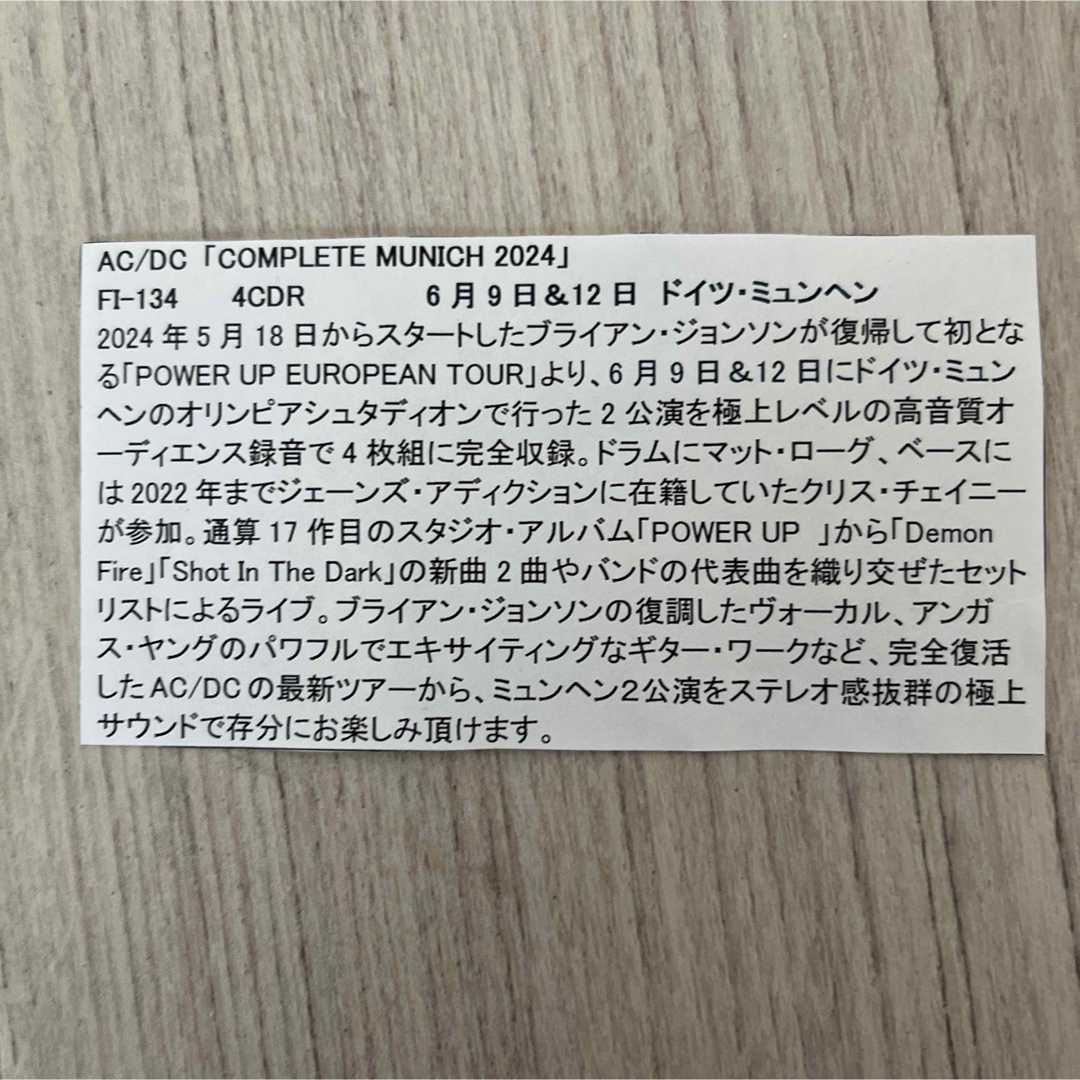 AC/DC「COMPLETE MUNICH 2024」
FI-134　4CDR　6月9日&12日 ドイツ・ミュンヘン
2024年5月18日からスタートしたブライアン・ジョンソンが復帰して初とな
る「POWER UP EUROPEAN TOUR」より、6月9日&12日にドイツ・ミュン
ヘンのオリンピアシュタディオンで行った2公演を極上レベルの高音質オ
ーディエンス録音で4枚組に完全収録。ドラムにマット・ローグ、ベースに
は2022年までジェーンズ・アディクションに在籍していたクリス・チェイニー
が参加。通算17作目のスタジオ・アルバム「POWER UP 」から「Demon
Fire」「Shot In The Dark」の新曲2曲やバンドの代表曲を織り交ぜたセット
リストによるライブ。ブライアン・ジョンソンの復調したヴォーカル、アンガ
ス・ヤングのパワフルでエキサイティングなギター・ワークなど、完全復活
したAC/DCの最新ツアーから、ミュンヘン2公演をステレオ感抜群の極上
サウンドで存分にお楽しみ頂けます。